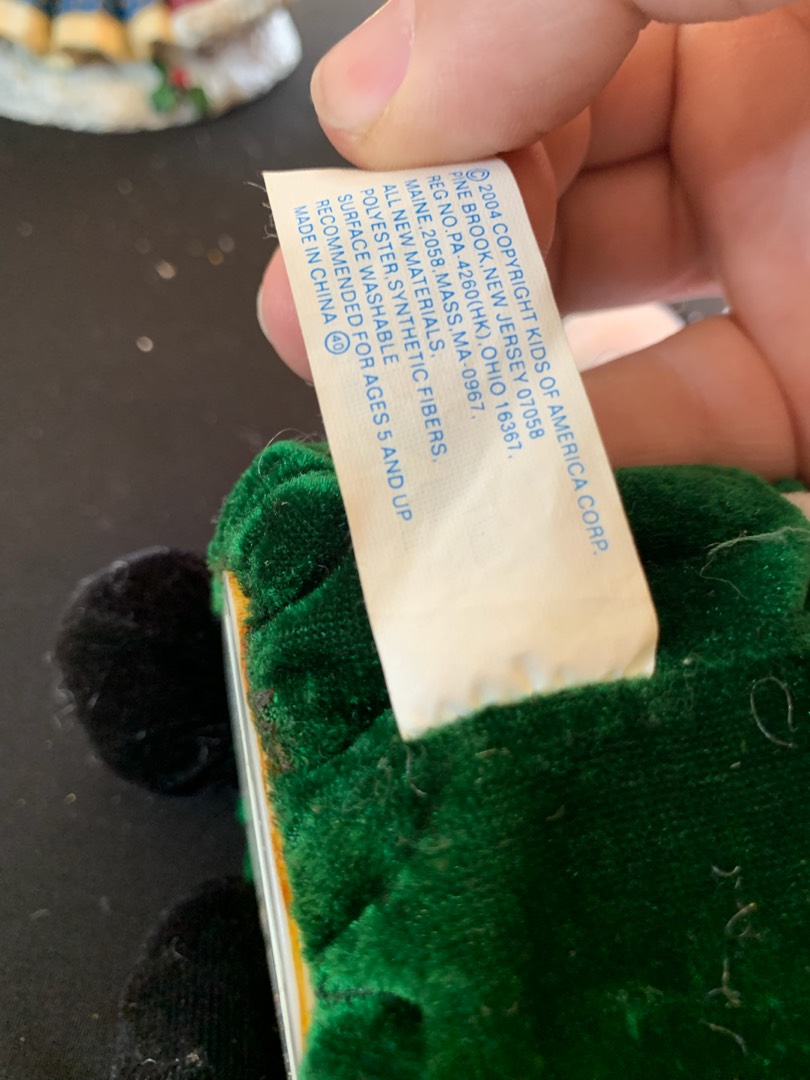 © 2004 COPYRIGHT KIDS OF AMERICA CORP.
PINE BROOK,NEW JERSEY 07058
REG NO.PA.4260(HK),OHIO 16367.
MAINE.2058,MASS,MA-0967.
ALL NEW MATERIALS.
POLYESTER,SYNTHETIC FIBERS.
SURFACE WASHABLE
RECOMMENDED FOR AGES 5 AND UP
MADE IN CHINA 40